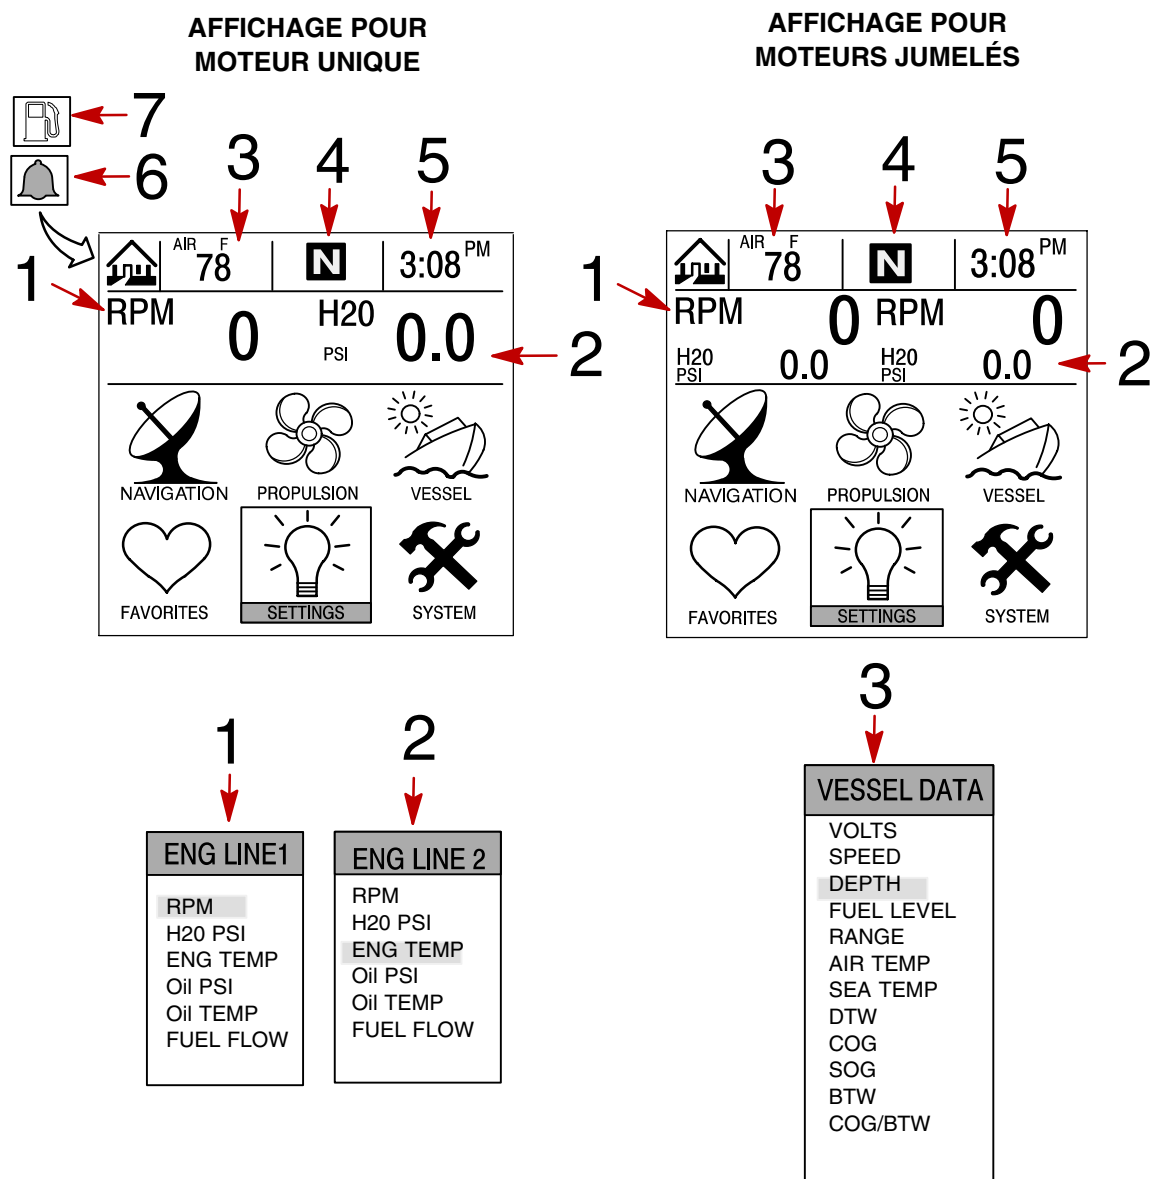 AFFICHAGE POUR
MOTEUR UNIQUE
7
6
3
4
5
AIR F
78
N
3:08 PM
1
RPM
0
H20
PSI
0.0
2
NAVIGATION
PROPULSION
VESSEL
FAVORITES
SETTINGS
SYSTEM
AFFICHAGE POUR
MOTEURS JUMELÉS
3
4
5
AIR F
78
N
3:08 PM
1
RPM
0
RPM
0
H20
PSI
0.0
H20
PSI
0.0
2
NAVIGATION
PROPULSION
VESSEL
FAVORITES
SETTINGS
SYSTEM
1
ENG LINE1
RPM
H20 PSI
ENG TEMP
Oil PSI
Oil TEMP
FUEL FLOW
2
ENG LINE 2
RPM
H20 PSI
ENG TEMP
Oil PSI
Oil TEMP
FUEL FLOW
3
VESSEL DATA
VOLTS
SPEED
DEPTH
FUEL LEVEL
RANGE
AIR TEMP
SEA TEMP
DTW
COG
SOG
BTW
COG/BTW